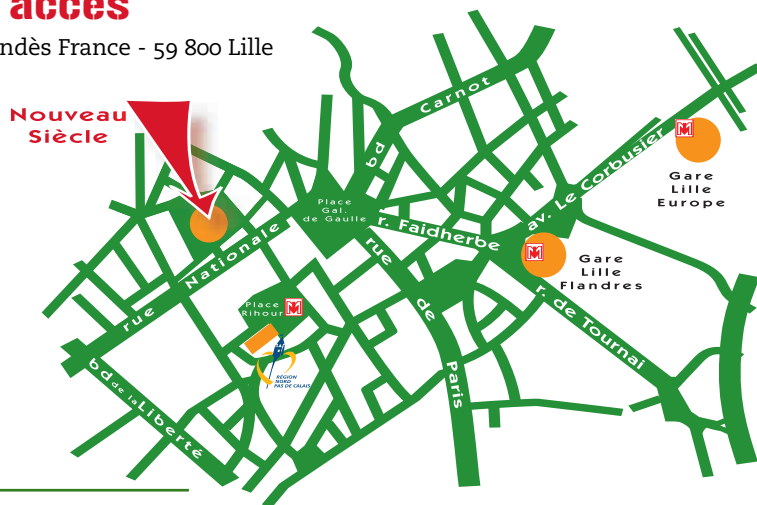 accès
ndès France - 59 800 Lille
Nouveau
Siècle
bd Carnot
Place
Gal.
de Gaulle
r. Faidherbe
av. Le Corbusier
Gare
Lille
Europe
Gare
Lille
Flandres
rue Nationale
rue de Paris
r. de Tournai
Place
Rihour
RÉGION
NORD
PAS DE CALAIS
bd de la Liberté